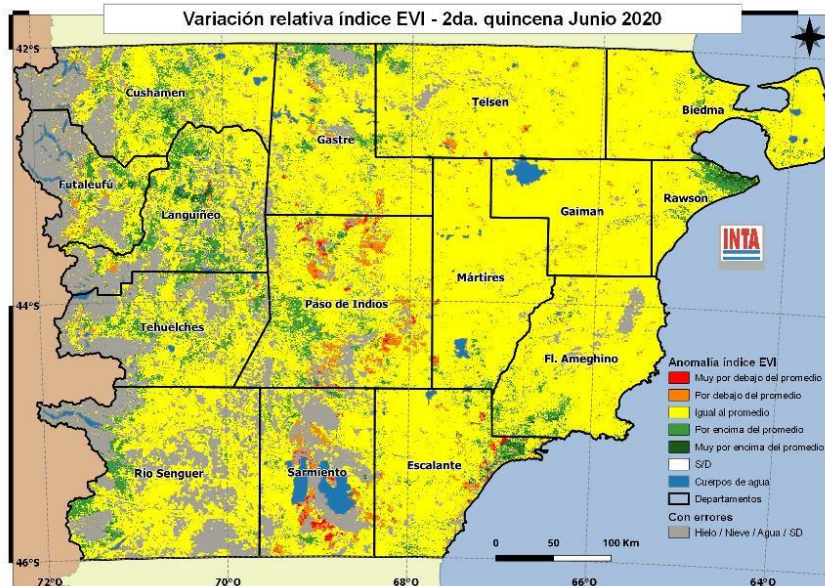 Variación relativa índice EVI - 2da. quincena Junio 2020
42°S
Cushamen
Telsen
Biedma
Gastre
Futaleufú
Languiñeo
Gaiman
Rawson
INTA
44°S
Tehuelches
Paso de Indios
Mártires
Fl. Ameghino
Anomalía índice EVI
Muy por debajo del promedio
Por debajo del promedio
Igual al promedio
Por encima del promedio
Muy por encima del promedio
S/D
Cuerpos de agua
Departamentos
Con errores
Hielo / Nieve / Agua / SD
Río Senguer
Sarmiento
Escalante
0 50 100 Km
46°S
72°O 70°O 68°O 66°O 64°O